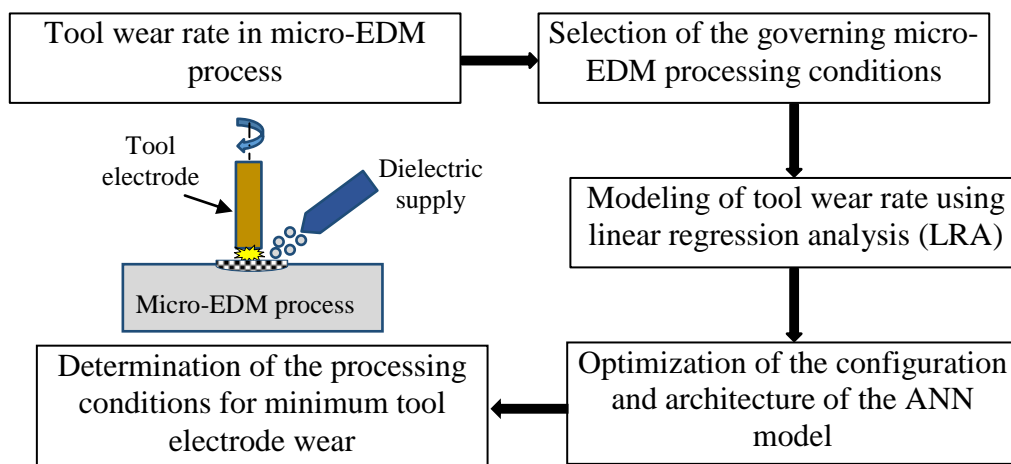 Tool wear rate in micro-EDM
process
Selection of the governing micro-
EDM processing conditions
Tool
electrode
Dielectric
supply
Micro-EDM process
Modeling of tool wear rate using
linear regression analysis (LRA)
Optimization of the configuration
and architecture of the ANN
model
Determination of the processing
conditions for minimum tool
electrode wear